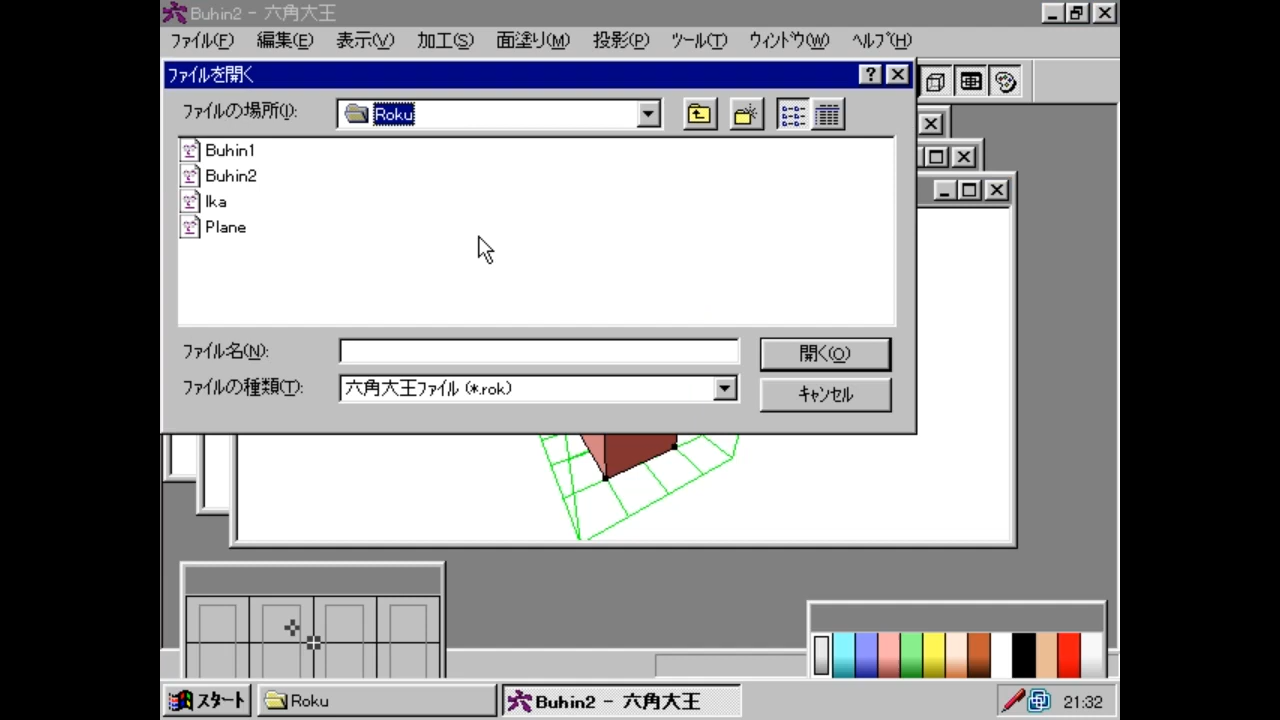 Buhin2 - 六角大王
ﾌｧｲﾙ(F) 編集(E) 表示(V) 加工(S) 面塗り(M) 投影(P) ﾂｰﾙ(T) ｳｨﾝﾄﾞｳ(W) ﾍﾙﾌﾟ(H)
ﾌｧｲﾙを開く
ﾌｧｲﾙの場所(I):
Roku
Buhin1
Buhin2
Ika
Plane
ﾌｧｲﾙ名(N):
開く(O)
ﾌｧｲﾙの種類(T):
六角大王ﾌｧｲﾙ (*.rok)
ｷｬﾝｾﾙ
ｽﾀｰﾄ
Roku
Buhin2 - 六角大王
21:32